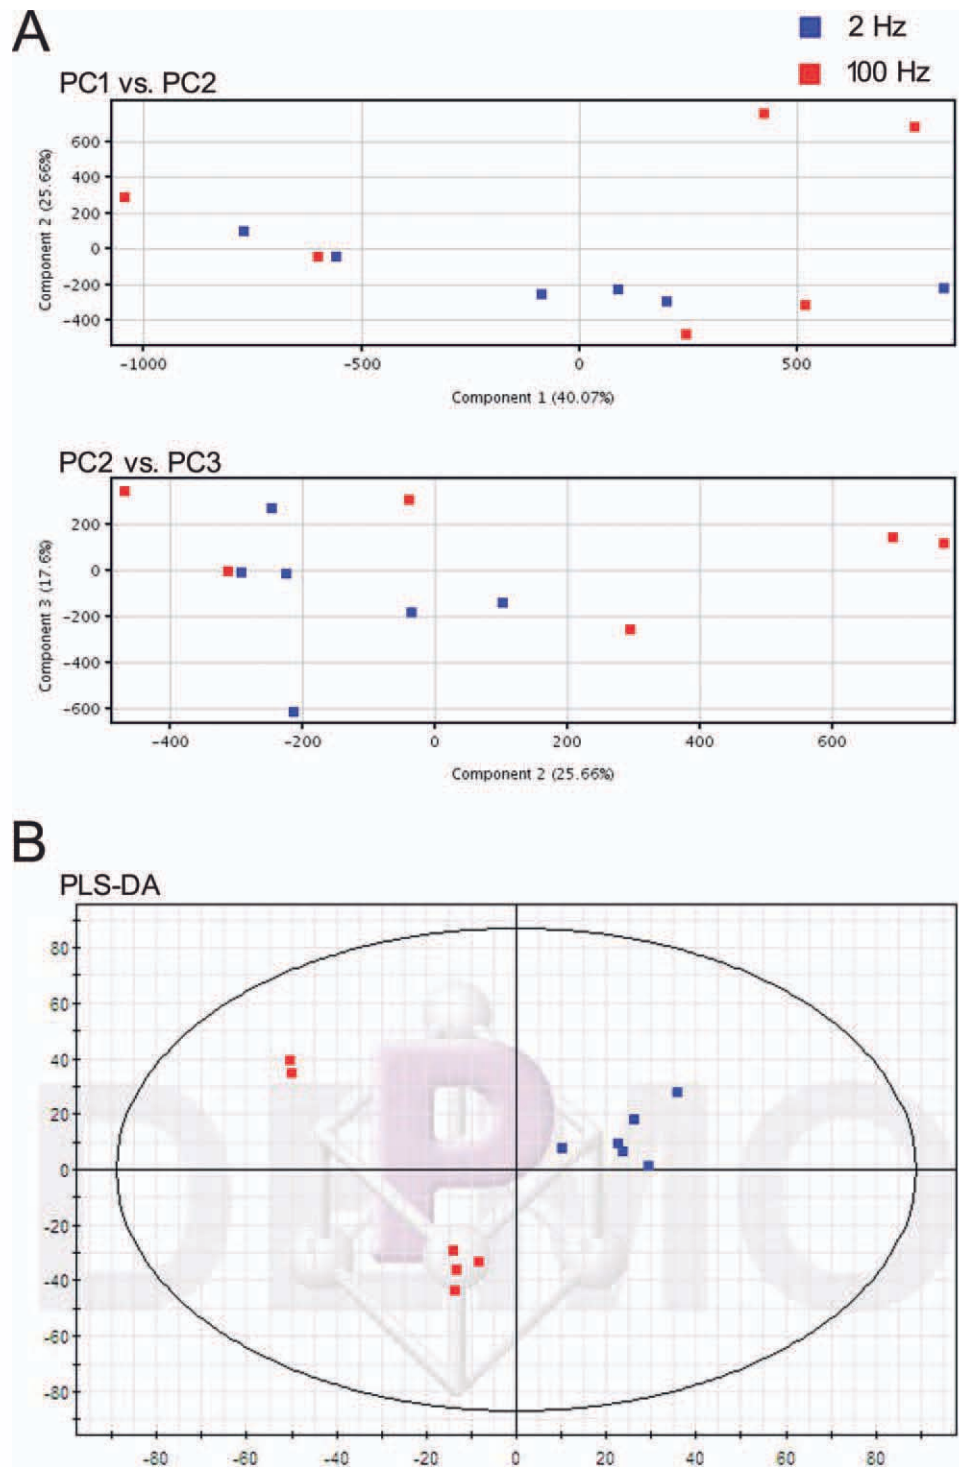 A
2 Hz
100 Hz
PC1 vs. PC2
600
400
200
0
-200
-400
Component 2 (25.66%)
-1000 -500 0 500
Component 1 (40.07%)
PC2 vs. PC3
200
0
-200
-400
-600
Component 3 (17.6%)
-400 -200 0 200 400 600
Component 2 (25.66%)
B
PLS-DA
80
60
40
20
0
-20
-40
-60
-80
-80 -60 -40 -20 0 20 40 60 80
DEMO
P